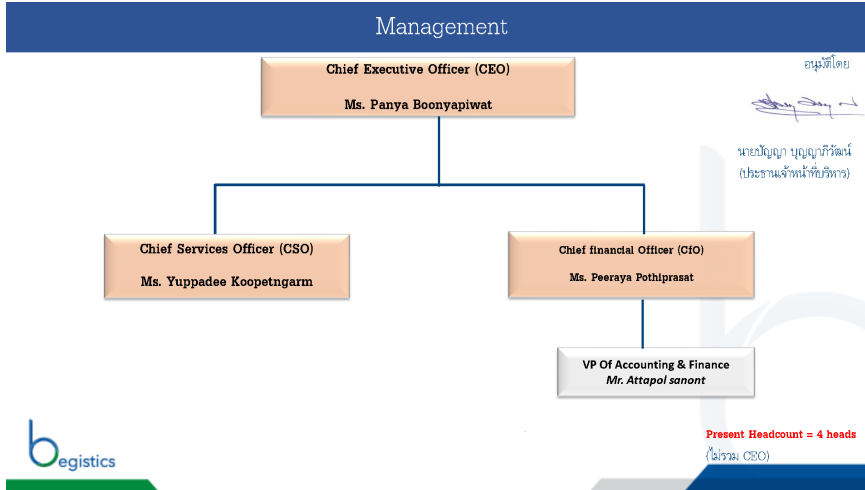 Management
Chief Executive Officer (CEO)
Ms. Panya Boonyapiwat
อนุมัติโดย
นายปัญญา บุญญาภิวัฒน์
(ประธานเจ้าหน้าที่บริหาร)
Chief Services Officer (CSO)
Ms. Yuppadee Koopetngarm
Chief financial Officer (CfO)
Ms. Peeraya Pothiprasat
VP Of Accounting & Finance
Mr. Attapol sanont
Present Headcount = 4 heads
(ไม่รวม CEO)
begistics